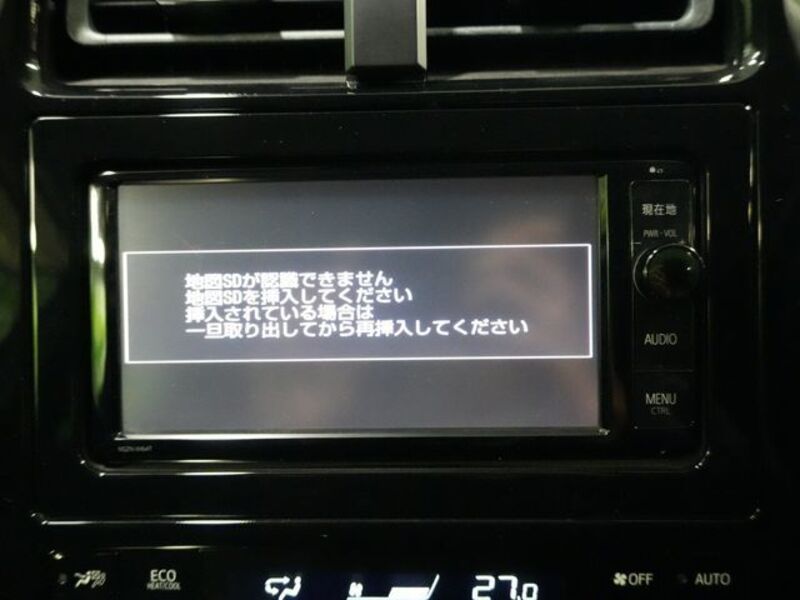 現在地
PWR・VOL
地図SDが認識できません
地図SDを挿入してください
挿入されている場合は
一旦取り出してから再挿入してください
AUDIO
MENU
CTRL
ECO
HEAT/COOL
27.0
OFF
AUTO